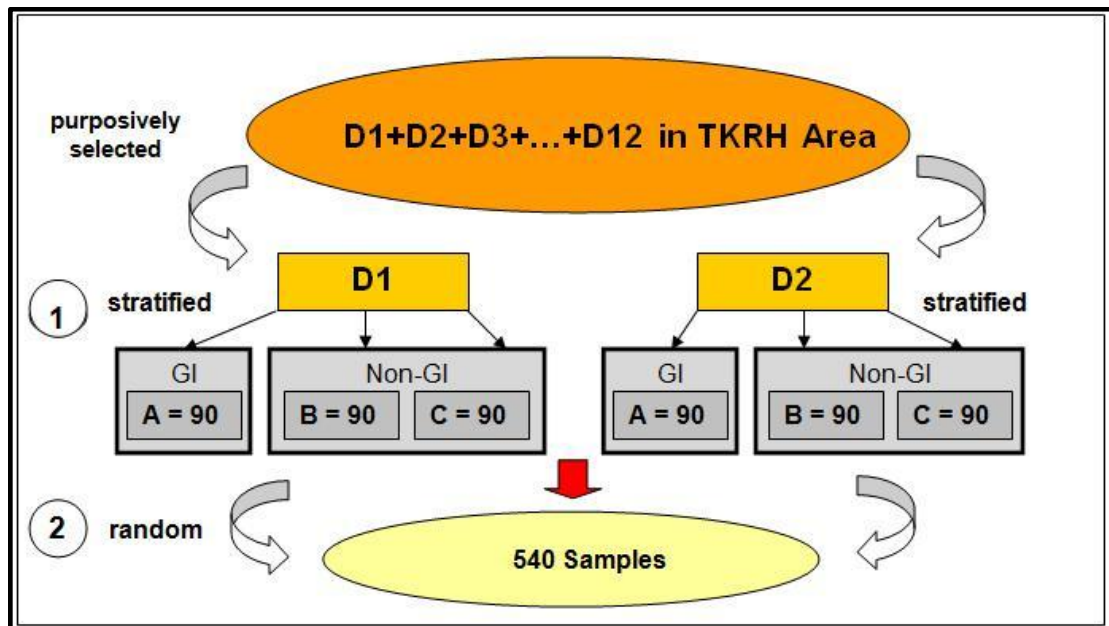 purposively
selected
D1+D2+D3+...+D12 in TKRH Area
1
stratified
D1
D2
stratified
GI
Non-GI
GI
Non-GI
A = 90
B = 90
C = 90
A = 90
B = 90
C = 90
2
random
540 Samples